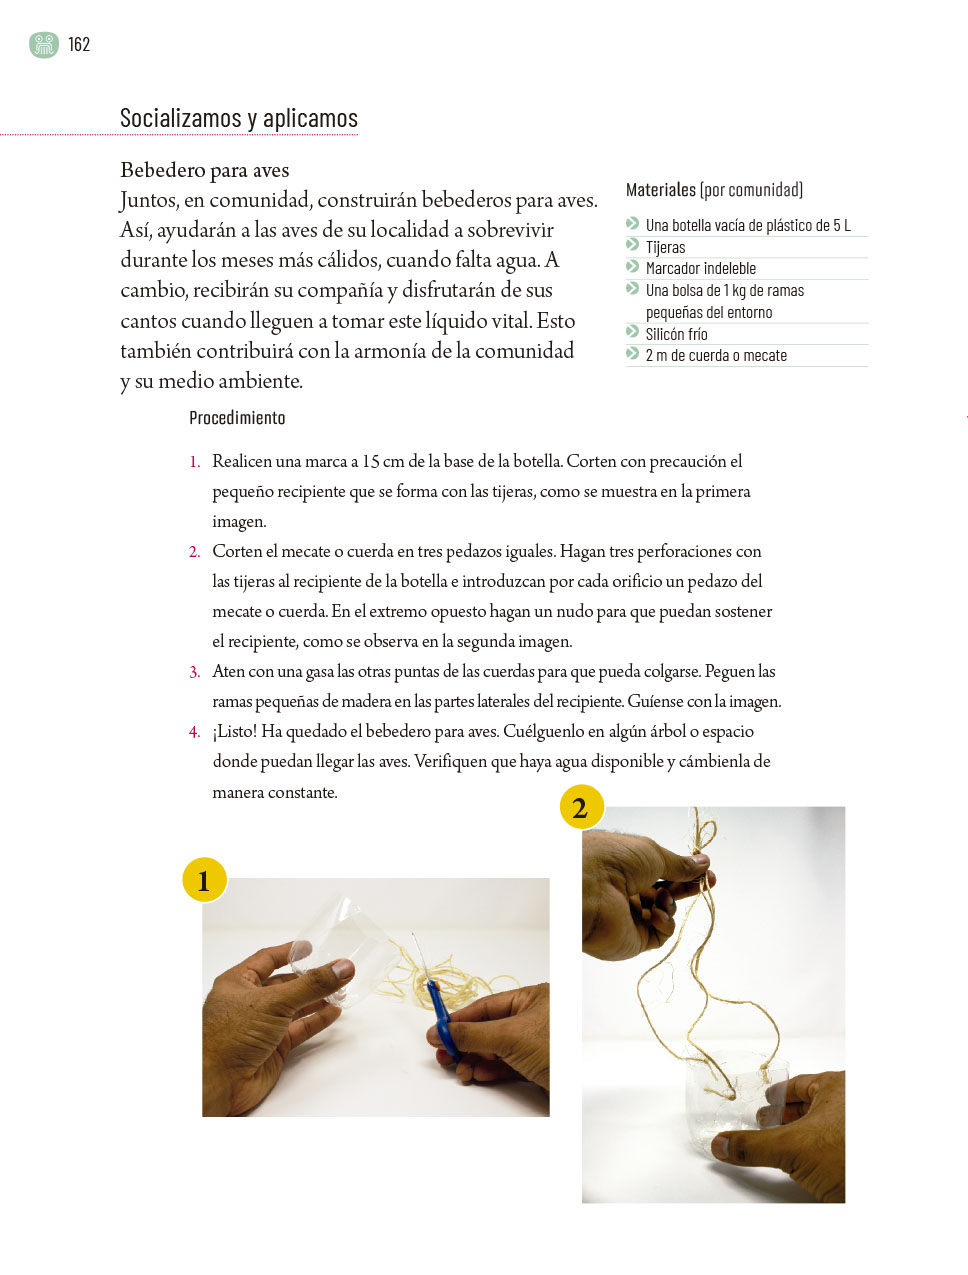 162
Socializamos y aplicamos
Bebedero para aves
Juntos, en comunidad, construirán bebederos para aves.
Así, ayudarán a las aves de su localidad a sobrevivir
durante los meses más cálidos, cuando falta agua. A
cambio, recibirán su compañía y disfrutarán de sus
cantos cuando lleguen a tomar este líquido vital. Esto
también contribuirá con la armonía de la comunidad
y su medio ambiente.
Materiales (por comunidad)
Una botella vacía de plástico de 5 L
Tijeras
Marcador indeleble
Una bolsa de 1 kg de ramas
pequeñas del entorno
Silicón frío
2 m de cuerda o mecate
Procedimiento
1. Realicen una marca a 15 cm de la base de la botella. Corten con precaución el
pequeño recipiente que se forma con las tijeras, como se muestra en la primera
imagen.
2. Corten el mecate o cuerda en tres pedazos iguales. Hagan tres perforaciones con
las tijeras al recipiente de la botella e introduzcan por cada orificio un pedazo del
mecate o cuerda. En el extremo opuesto hagan un nudo para que puedan sostener
el recipiente, como se observa en la segunda imagen.
3. Aten con una gasa las otras puntas de las cuerdas para que pueda colgarse. Peguen las
ramas pequeñas de madera en las partes laterales del recipiente. Guíense con la imagen.
4. ¡Listo! Ha quedado el bebedero para aves. Cuélguenlo en algún árbol o espacio
donde puedan llegar las aves. Verifiquen que haya agua disponible y cámbienla de
manera constante.
1
2